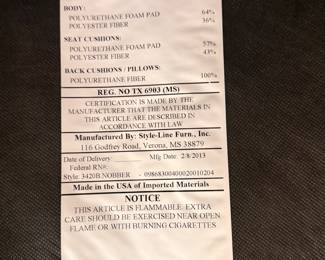 BODY:
POLYURETHANE FOAM PAD 64%
POLYESTER FIBER 36%
SEAT CUSHIONS:
POLYURETHANE FOAM PAD 57%
POLYESTER FIBER 43%
BACK CUSHIONS / PILLOWS:
POLYURETHANE FIBER 100%
REG. NO TX 6903 (MS)
CERTIFICATION IS MADE BY THE
MANUFACTURER THAT THE MATERIALS IN
THIS ARTICLE ARE DESCRIBED IN
ACCORDANCE WITH LAW
Manufactured By: Style-Line Furn., Inc.
116 Godfrey Road, Verona, MS 38879
Date of Delivery: Mfg Date: 2/8/2013
Federal RN#:
Style: 3420B.NOBBER - 09868300400020010204
Made in the USA of Imported Materials
NOTICE
THIS ARTICLE IS FLAMMABLE. EXTRA
CARE SHOULD BE EXERCISED NEAR OPEN
FLAME OR WITH BURNING CIGARETTES